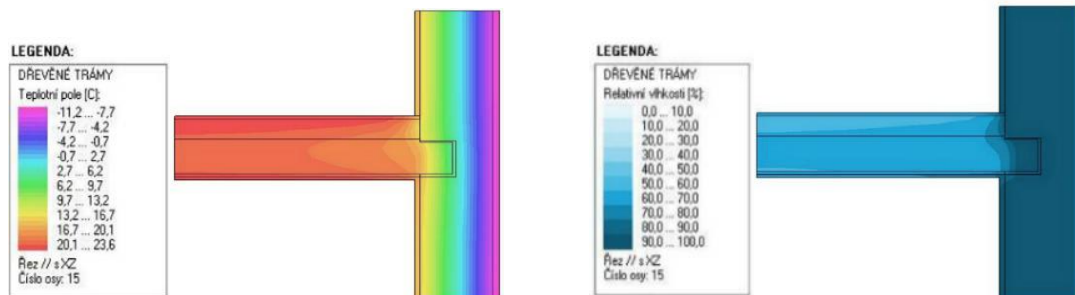 LEGENDA:
DŘEVĚNÉ TRÁMY
Teplotní pole [C]:
-11,2 ... -7,7
-7,7 ... -4,2
-4,2 ... -0,7
-0,7 ... 2,7
2,7 ... 6,2
6,2 ... 9,7
9,7 ... 13,2
13,2 ... 16,7
16,7 ... 20,1
20,1 ... 23,6
Řez // s XZ
Číslo osy: 15
LEGENDA:
DŘEVĚNÉ TRÁMY
Relativní vlhkosti [%]:
0,0 ... 10,0
10,0 ... 20,0
20,0 ... 30,0
30,0 ... 40,0
40,0 ... 50,0
50,0 ... 60,0
60,0 ... 70,0
70,0 ... 80,0
80,0 ... 90,0
90,0 ... 100,0
Řez // s XZ
Číslo osy: 15